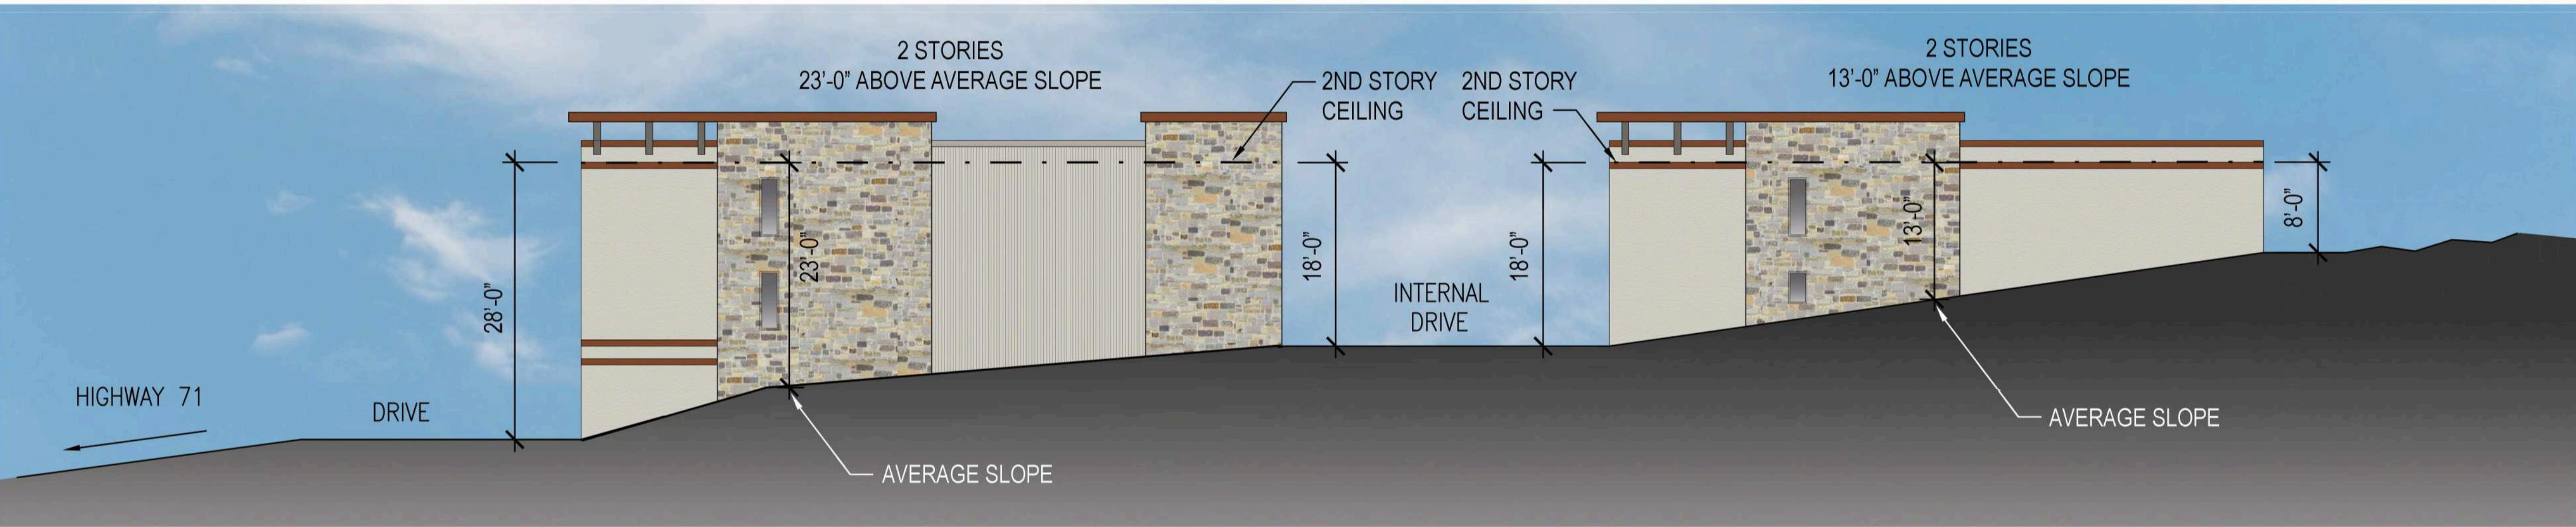 2 STORIES
23'-0" ABOVE AVERAGE SLOPE
2ND STORY
CEILING
2ND STORY
CEILING
2 STORIES
13'-0" ABOVE AVERAGE SLOPE
28'-0"
23'-0"
18'-0"
18'-0"
13'-0"
8'-0"
INTERNAL
DRIVE
HIGHWAY 71
DRIVE
AVERAGE SLOPE
AVERAGE SLOPE